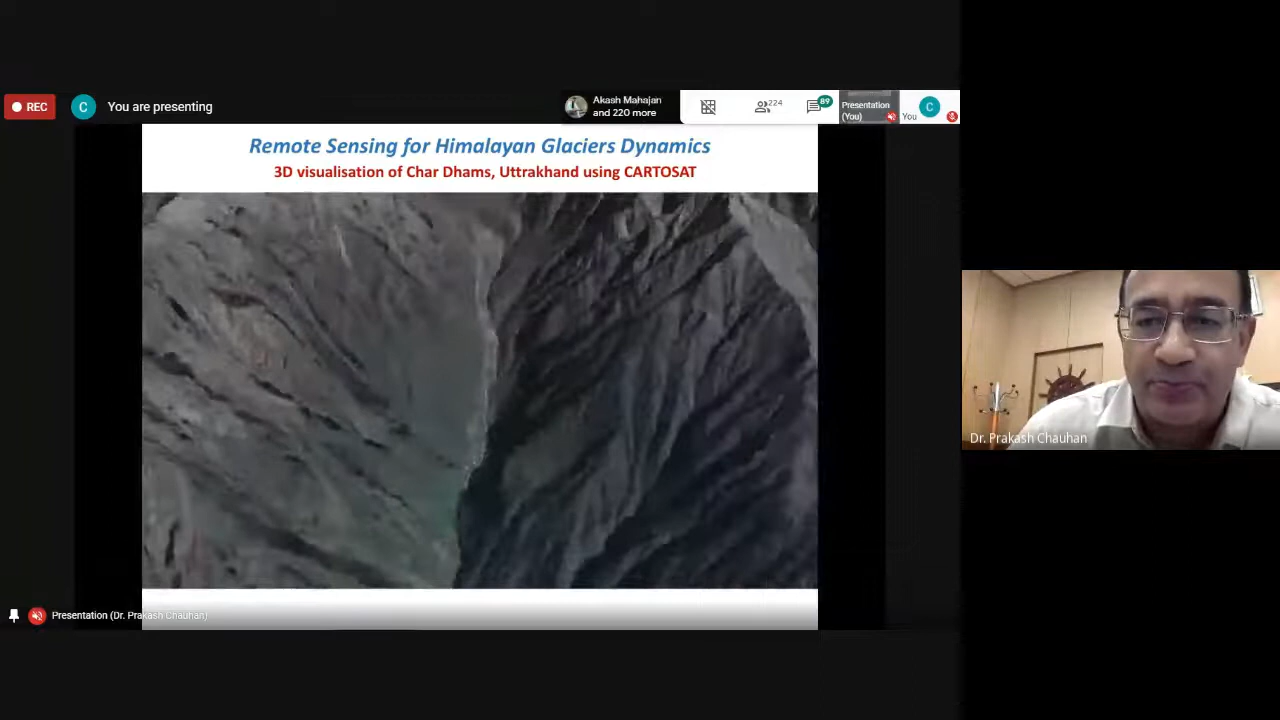 REC
C
You are presenting
Akash Mahajan
and 220 more
224
89
Presentation
(You)
You
C
Remote Sensing for Himalayan Glaciers Dynamics
3D visualisation of Char Dhams, Uttrakhand using CARTOSAT
Dr. Prakash Chauhan
Presentation (Dr. Prakash Chauhan)